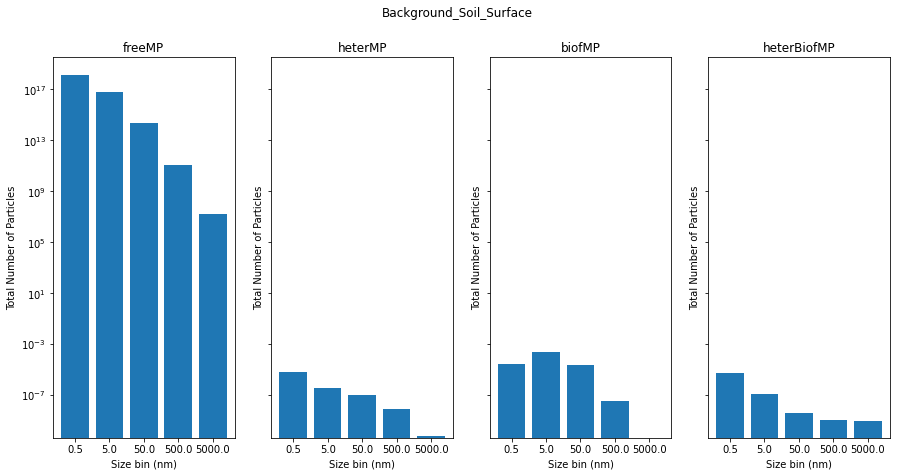 Background_Soil_Surface
freeMP
heterMP
biofMP
heterBiofMP
Total Number of Particles
10^17
10^13
10^9
10^5
10^1
10^−3
10^−7
0.5 5.0 50.0 500.0 5000.0
Size bin (nm)
Total Number of Particles
0.5 5.0 50.0 500.0 5000.0
Size bin (nm)
Total Number of Particles
0.5 5.0 50.0 500.0 5000.0
Size bin (nm)
Total Number of Particles
0.5 5.0 50.0 500.0 5000.0
Size bin (nm)